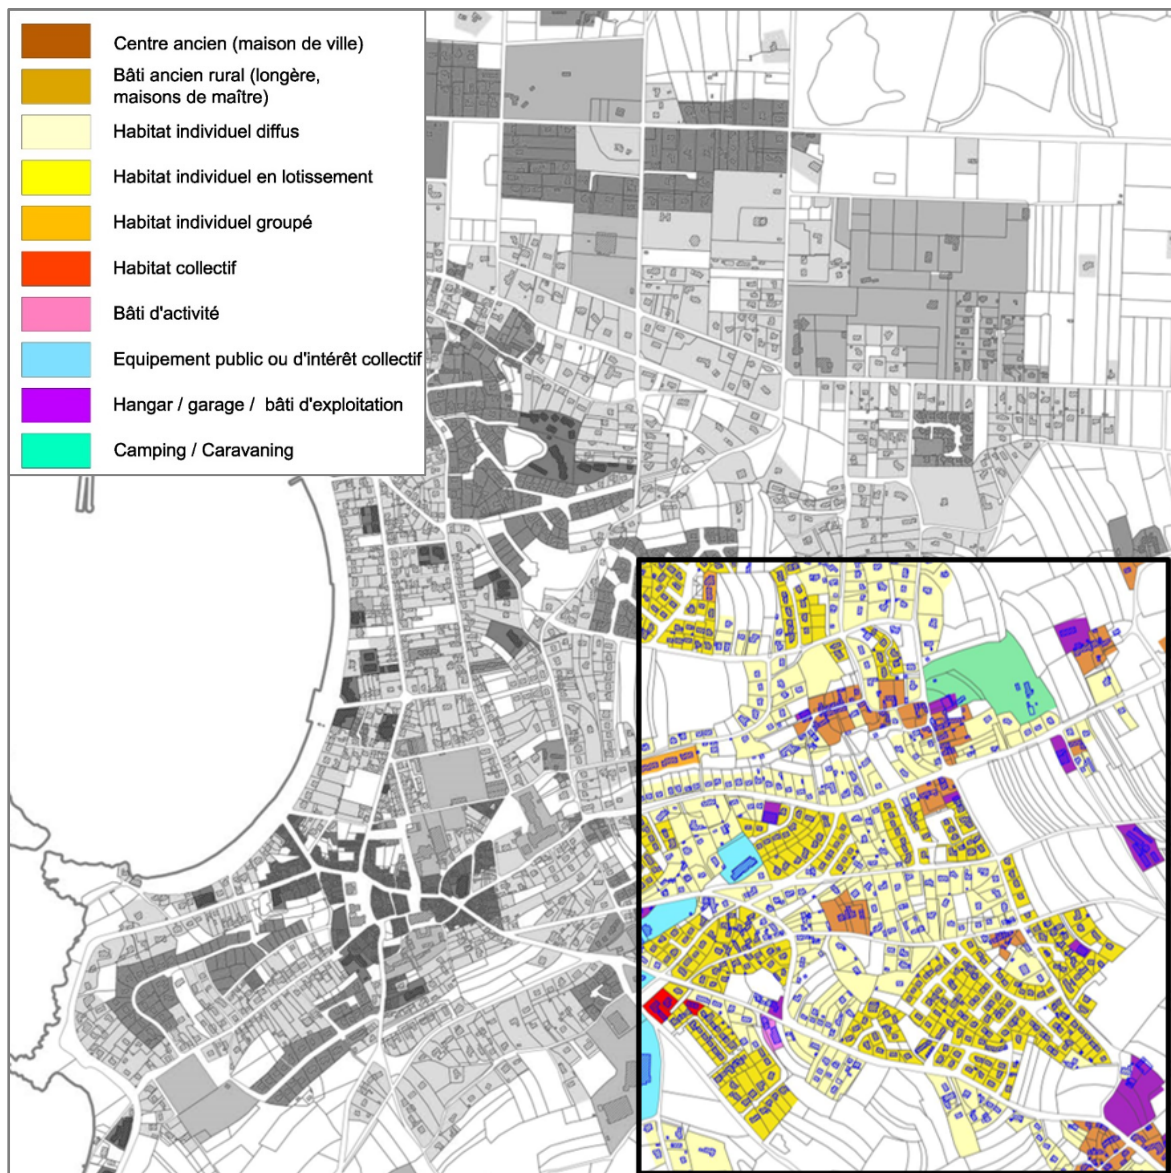 Centre ancien (maison de ville)
Bâti ancien rural (longère,
maisons de maître)
Habitat individuel diffus
Habitat individuel en lotissement
Habitat individuel groupé
Habitat collectif
Bâti d'activité
Equipement public ou d'intérêt collectif
Hangar / garage / bâti d'exploitation
Camping / Caravaning